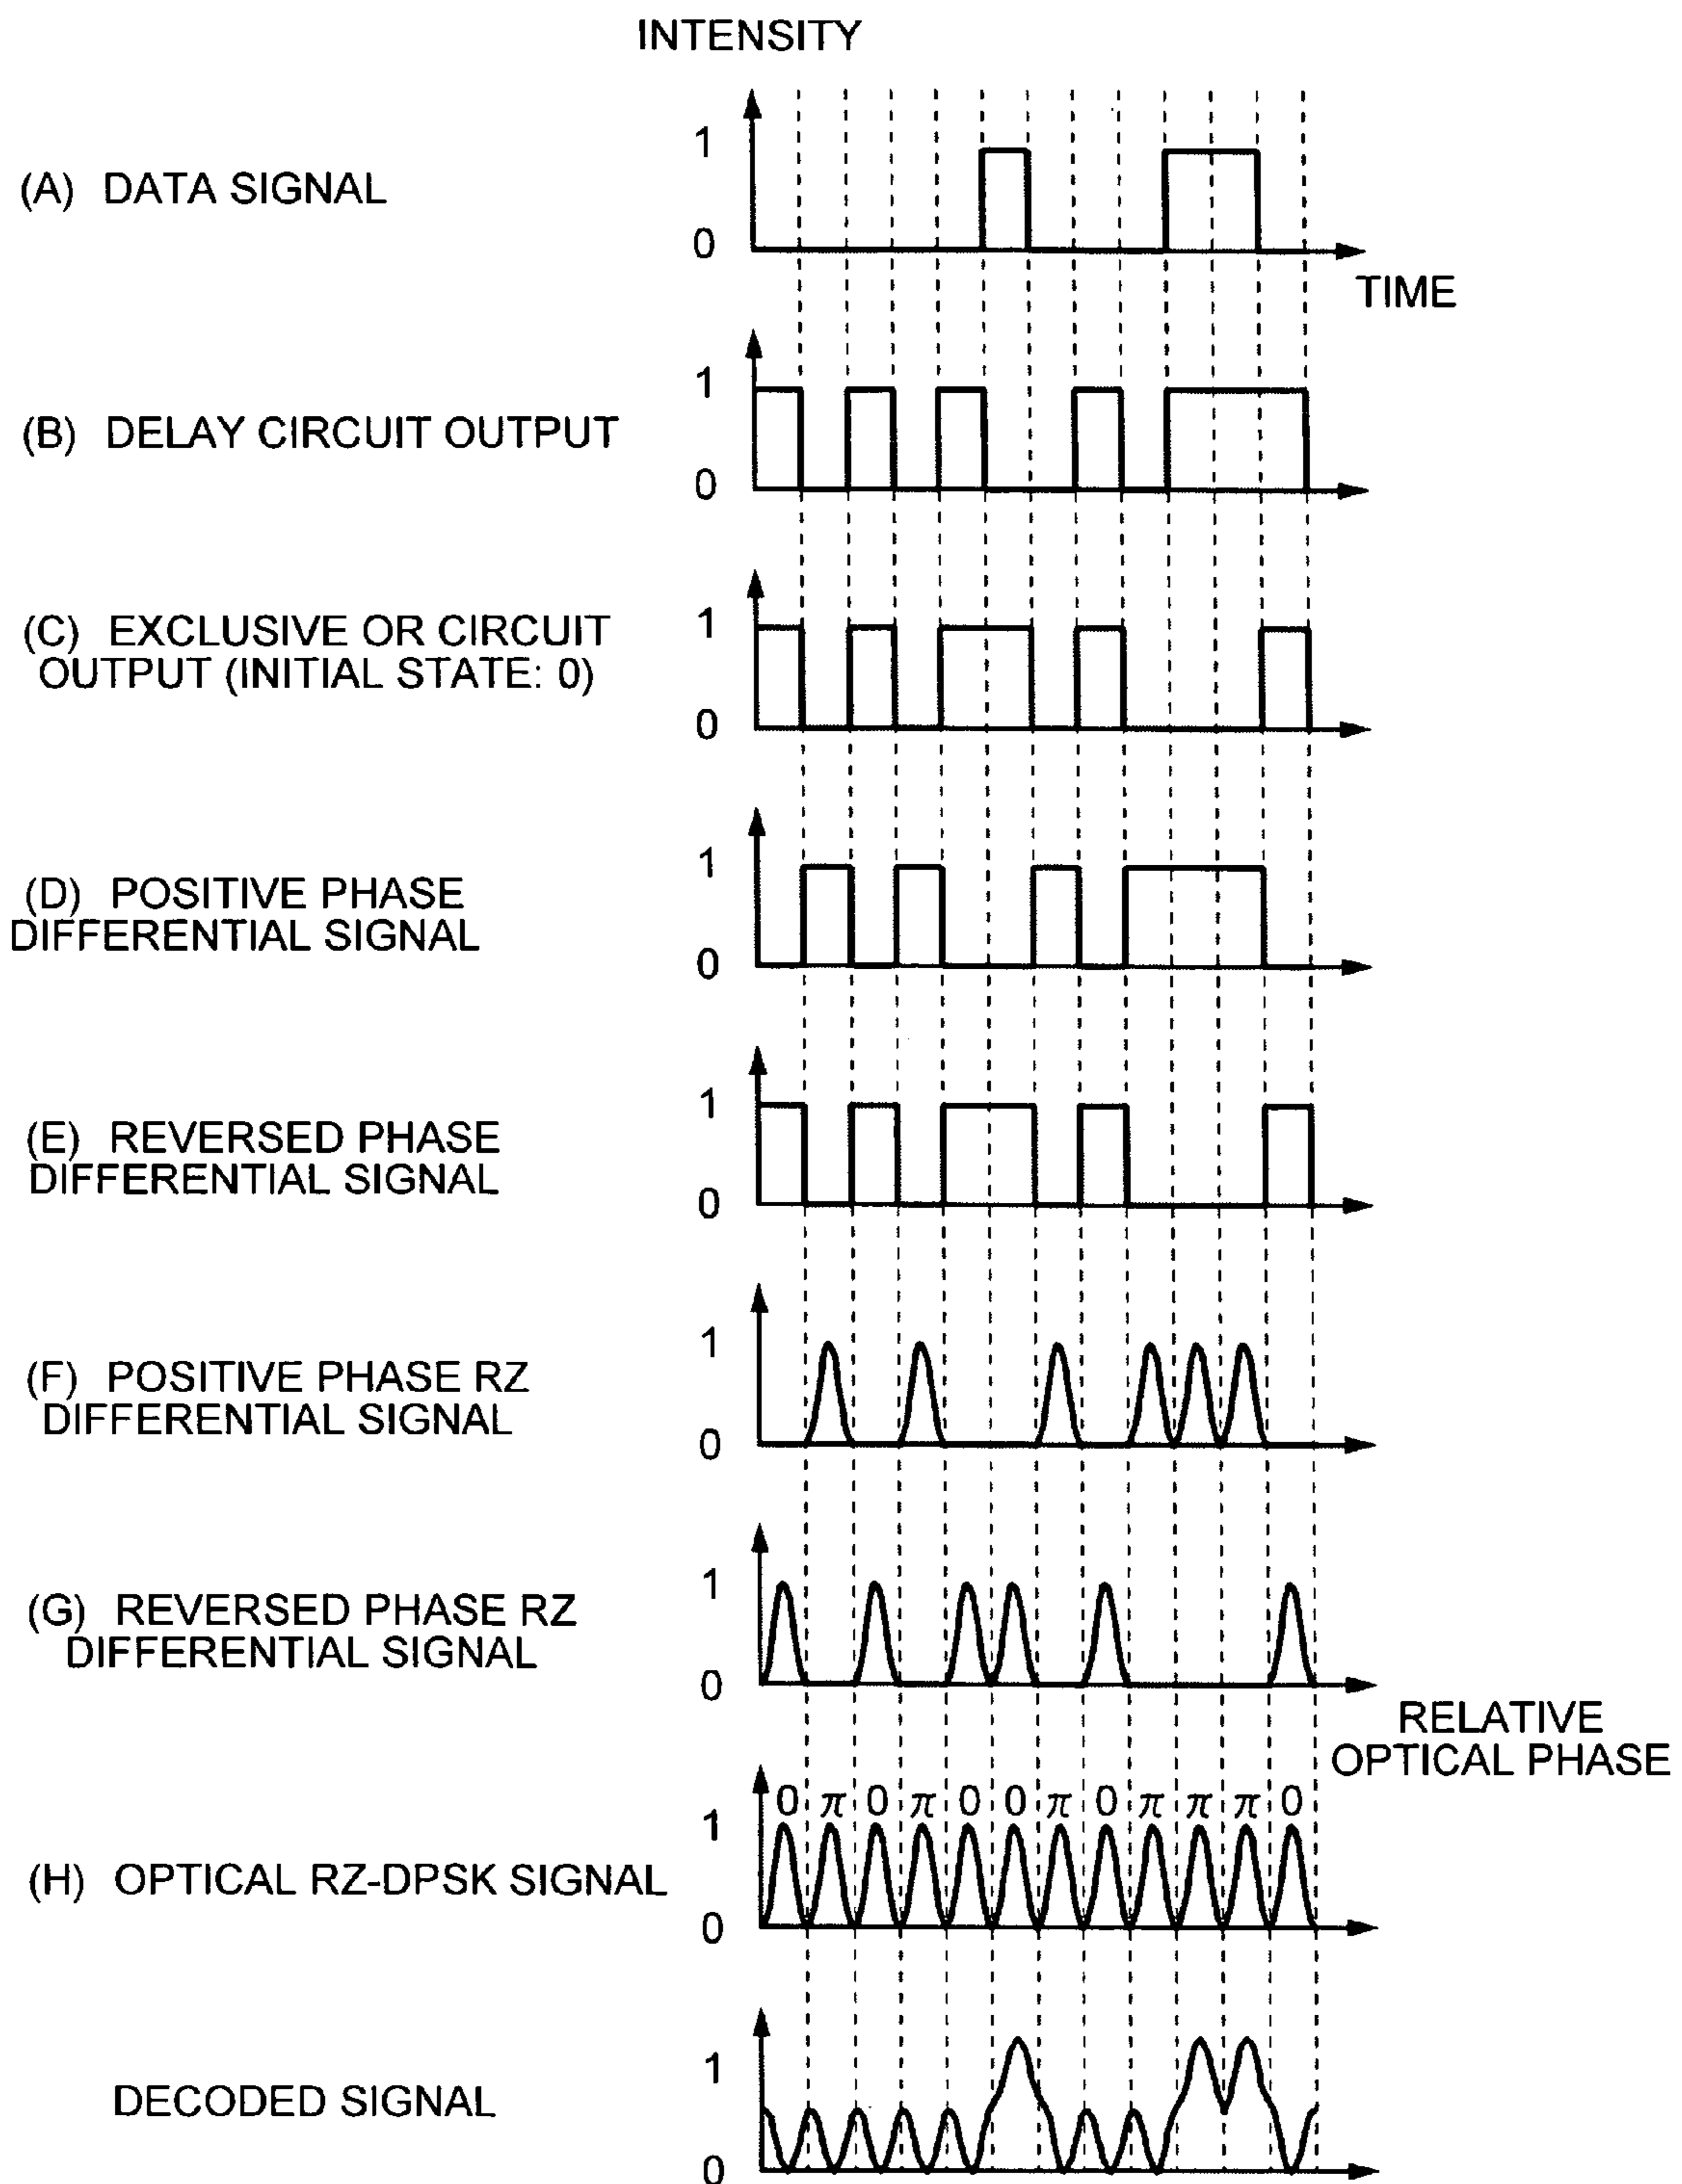 INTENSITY
1
(A) DATA SIGNAL
0
TIME
1
(B) DELAY CIRCUIT OUTPUT
0
(C) EXCLUSIVE OR CIRCUIT
OUTPUT (INITIAL STATE: 0)
1
0
1
(D) POSITIVE PHASE
DIFFERENTIAL SIGNAL
0
1
(E) REVERSED PHASE
DIFFERENTIAL SIGNAL
0
1
(F) POSITIVE PHASE RZ
DIFFERENTIAL SIGNAL
0
1
(G) REVERSED PHASE RZ
DIFFERENTIAL SIGNAL
0
RELATIVE
OPTICAL PHASE
0 π 0 π 0 0 π 0 π π π 0
1
(H) OPTICAL RZ-DPSK SIGNAL
0
1
DECODED SIGNAL
0